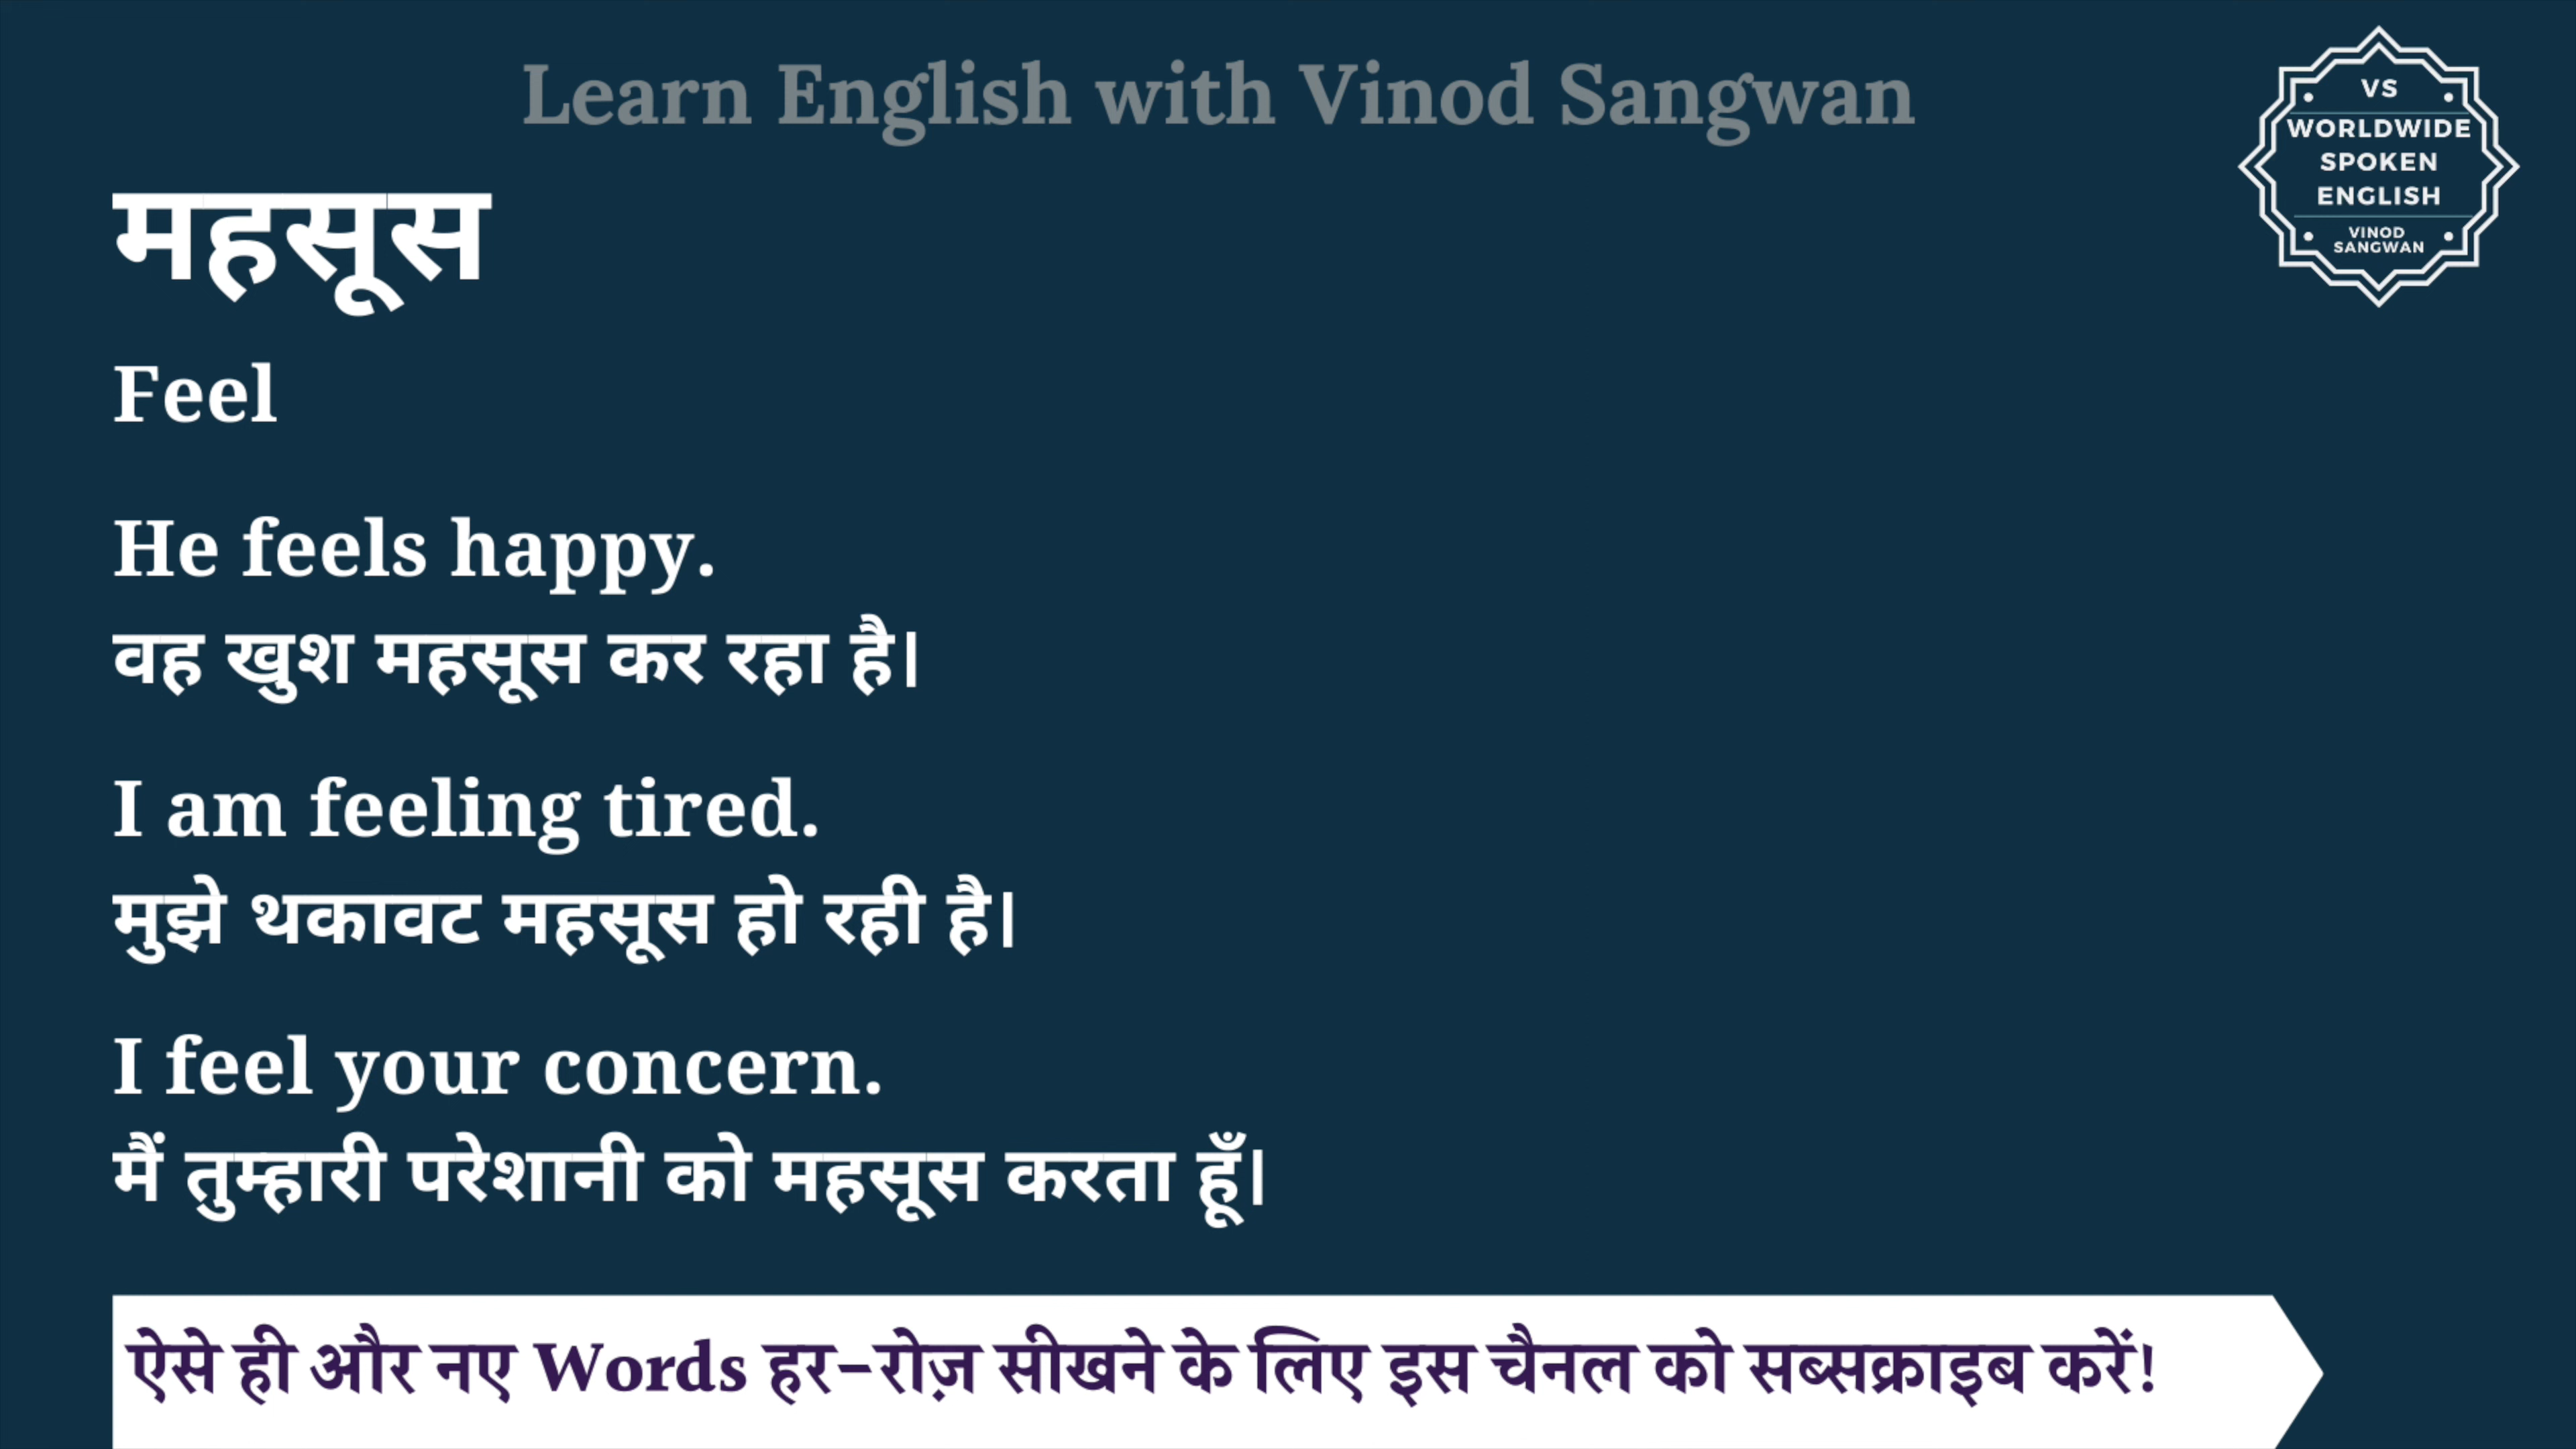 Learn English with Vinod Sangwan
VS
WORLDWIDE
SPOKEN
ENGLISH
VINOD
SANGWAN
महसूस
Feel
He feels happy.
वह खुश महसूस कर रहा है।
I am feeling tired.
मुझे थकावट महसूस हो रही है।
I feel your concern.
मैं तुम्हारी परेशानी को महसूस करता हूँ।
ऐसे ही और नए Words हर-रोज़ सीखने के लिए इस चैनल को सब्सक्राइब करें!